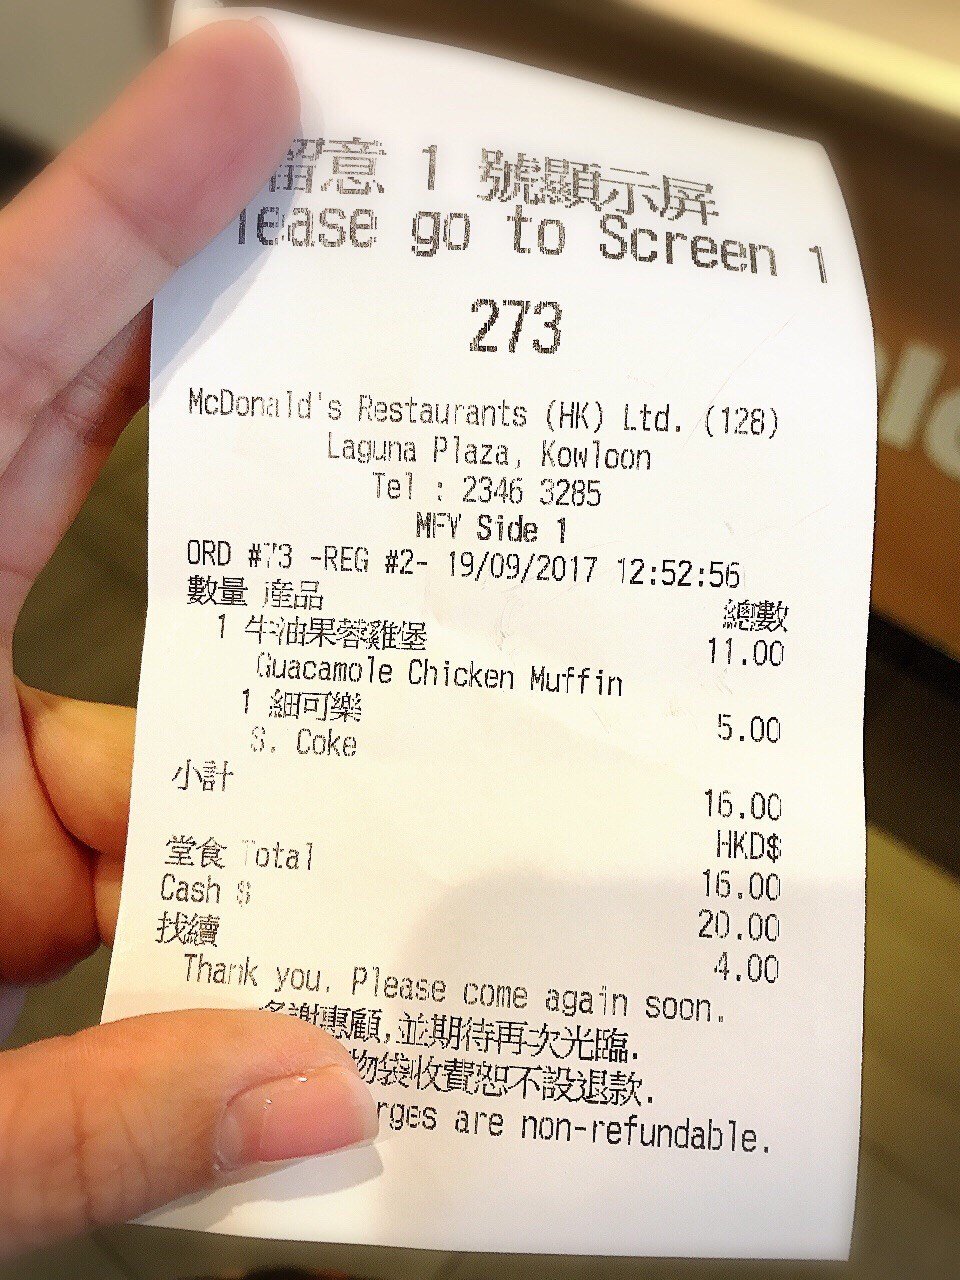 留意 1 號顯示屏
lease go to Screen 1
273
McDonald's Restaurants (HK) Ltd. (128)
Laguna Plaza, Kowloon
Tel : 2346 3285
MFY Side 1
ORD #73 -REG #2- 19/09/2017 12:52:56
數量 產品 總數
1 牛油果蓉雞堡 11.00
Guacamole Chicken Muffin
1 細可樂 5.00
S. Coke
小計 16.00
HKD$
堂食 Total 16.00
Cash $ 20.00
找續 4.00
Thank you. Please come again soon.
多謝惠顧,並期待再次光臨.
物袋收費恕不設退款.
rges are non-refundable.